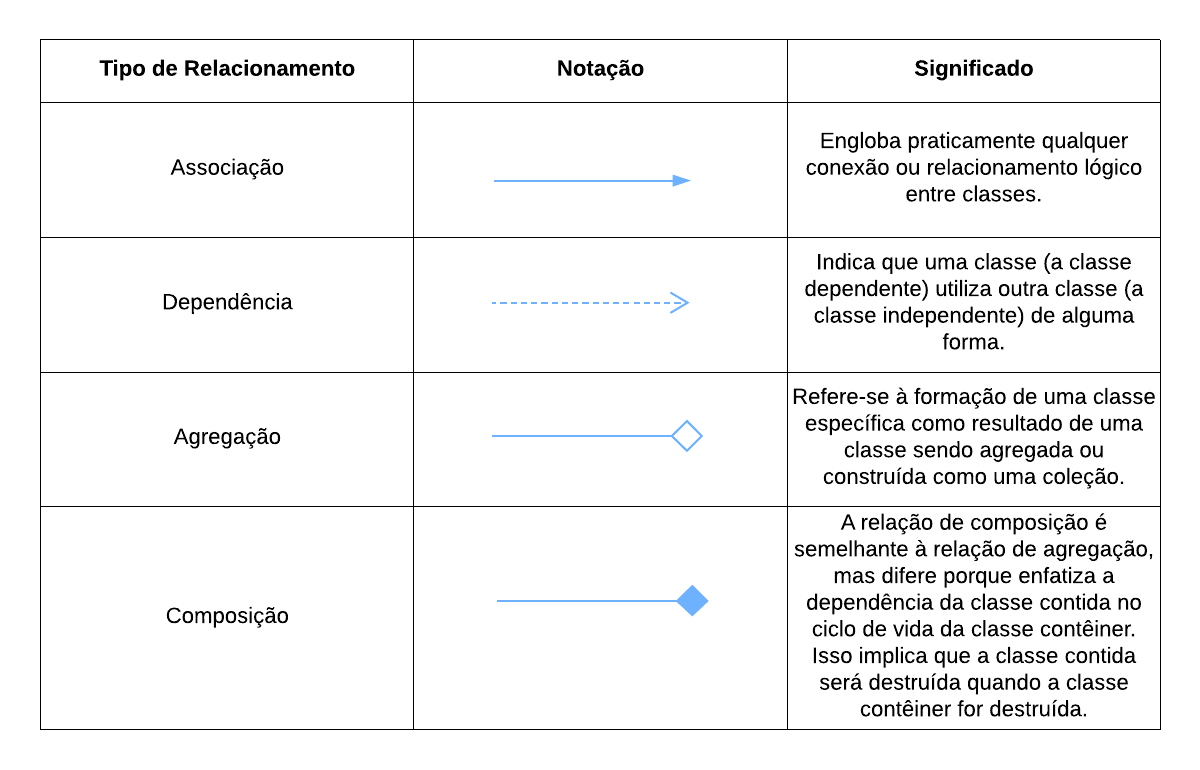 Tipo de Relacionamento
Notação
Significado
Associação
Engloba praticamente qualquer
conexão ou relacionamento lógico
entre classes.
Dependência
Indica que uma classe (a classe
dependente) utiliza outra classe (a
classe independente) de alguma
forma.
Agregação
Refere-se à formação de uma classe
específica como resultado de uma
classe sendo agregada ou
construída como uma coleção.
Composição
A relação de composição é
semelhante à relação de agregação,
mas difere porque enfatiza a
dependência da classe contida no
ciclo de vida da classe contêiner.
Isso implica que a classe contida
será destruída quando a classe
contêiner for destruída.